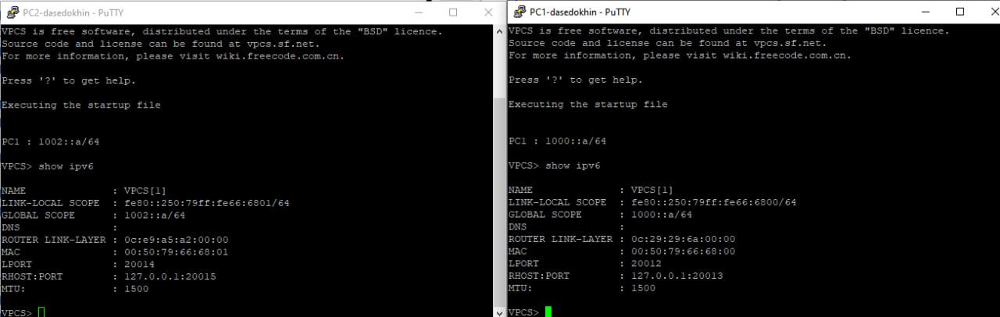 PC2-dasedokhin - PuTTY
VPCS is free software, distributed under the terms of the "BSD" licence.
Source code and license can be found at vpcs.sf.net.
For more information, please visit wiki.freecode.com.cn.
Press '?' to get help.
Executing the startup file
PC1 : 1002::a/64
VPCS> show ipv6
NAME : VPCS[1]
LINK-LOCAL SCOPE : fe80::250:79ff:fe66:6801/64
GLOBAL SCOPE : 1002::a/64
DNS :
ROUTER LINK-LAYER : 0c:e9:a5:a2:00:00
MAC : 00:50:79:66:68:01
LPORT : 20014
RHOST:PORT : 127.0.0.1:20015
MTU: : 1500
VPCS>
PC1-dasedokhin - PuTTY
VPCS is free software, distributed under the terms of the "BSD" licence.
Source code and license can be found at vpcs.sf.net.
For more information, please visit wiki.freecode.com.cn.
Press '?' to get help.
Executing the startup file
PC1 : 1000::a/64
VPCS> show ipv6
NAME : VPCS[1]
LINK-LOCAL SCOPE : fe80::250:79ff:fe66:6800/64
GLOBAL SCOPE : 1000::a/64
DNS :
ROUTER LINK-LAYER : 0c:29:29:6a:00:00
MAC : 00:50:79:66:68:00
LPORT : 20012
RHOST:PORT : 127.0.0.1:20013
MTU: : 1500
VPCS>